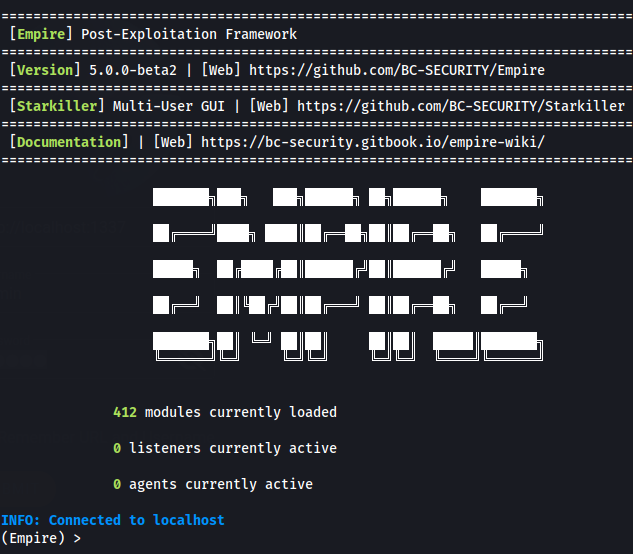 [Empire] Post-Exploitation Framework
[Version] 5.0.0-beta2 | [Web] https://github.com/BC-SECURITY/Empire
[Starkiller] Multi-User GUI | [Web] https://github.com/BC-SECURITY/Starkiller
[Documentation] | [Web] https://bc-security.gitbook.io/empire-wiki/
EMPIRE
412 modules currently loaded
0 listeners currently active
0 agents currently active
INFO: Connected to localhost
(Empire) >